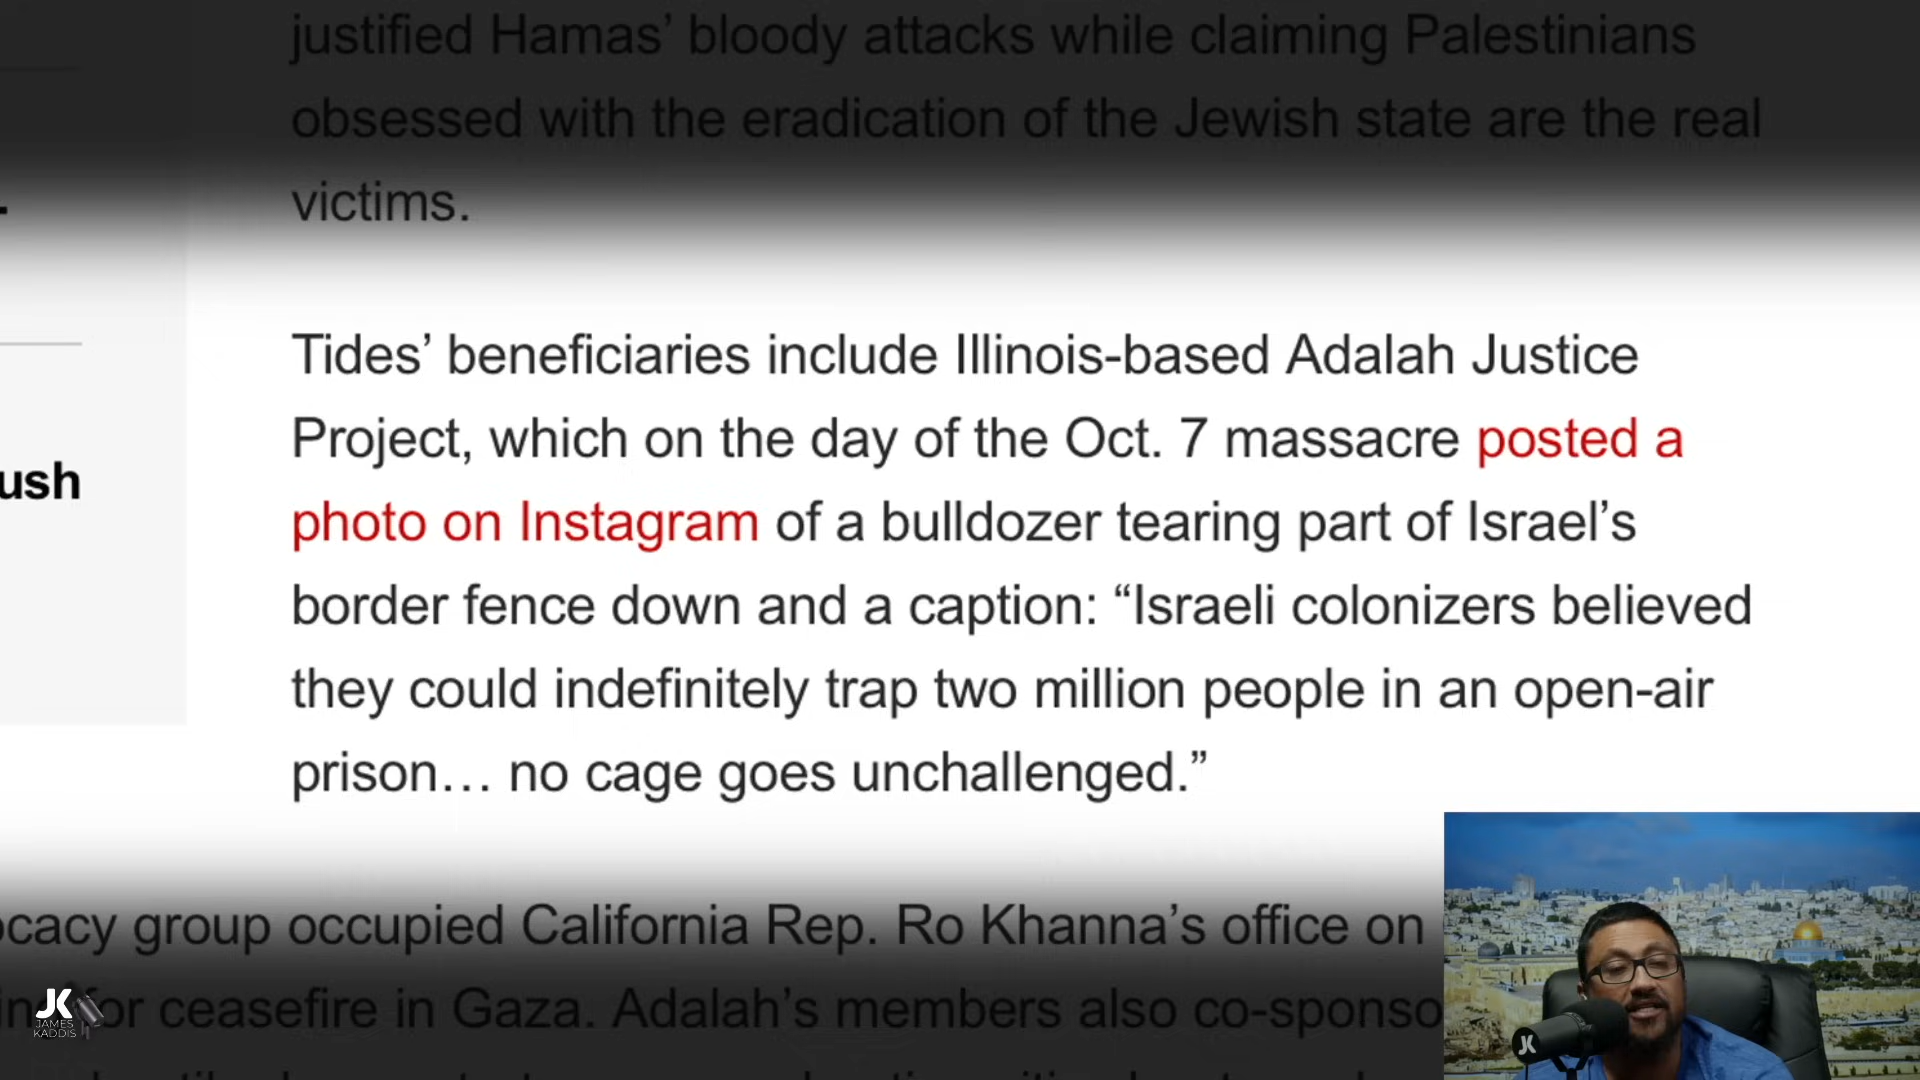 justified Hamas’ bloody attacks while claiming Palestinians
obsessed with the eradication of the Jewish state are the real
victims.
Tides’ beneficiaries include Illinois-based Adalah Justice
Project, which on the day of the Oct. 7 massacre posted a
photo on Instagram of a bulldozer tearing part of Israel’s
ush
border fence down and a caption: “Israeli colonizers believed
they could indefinitely trap two million people in an open-air
prison… no cage goes unchallenged.”
ocacy group occupied California Rep. Ro Khanna’s office on
for ceasefire in Gaza. Adalah’s members also co-sponso
JK
JAMES
KADDIS
JK